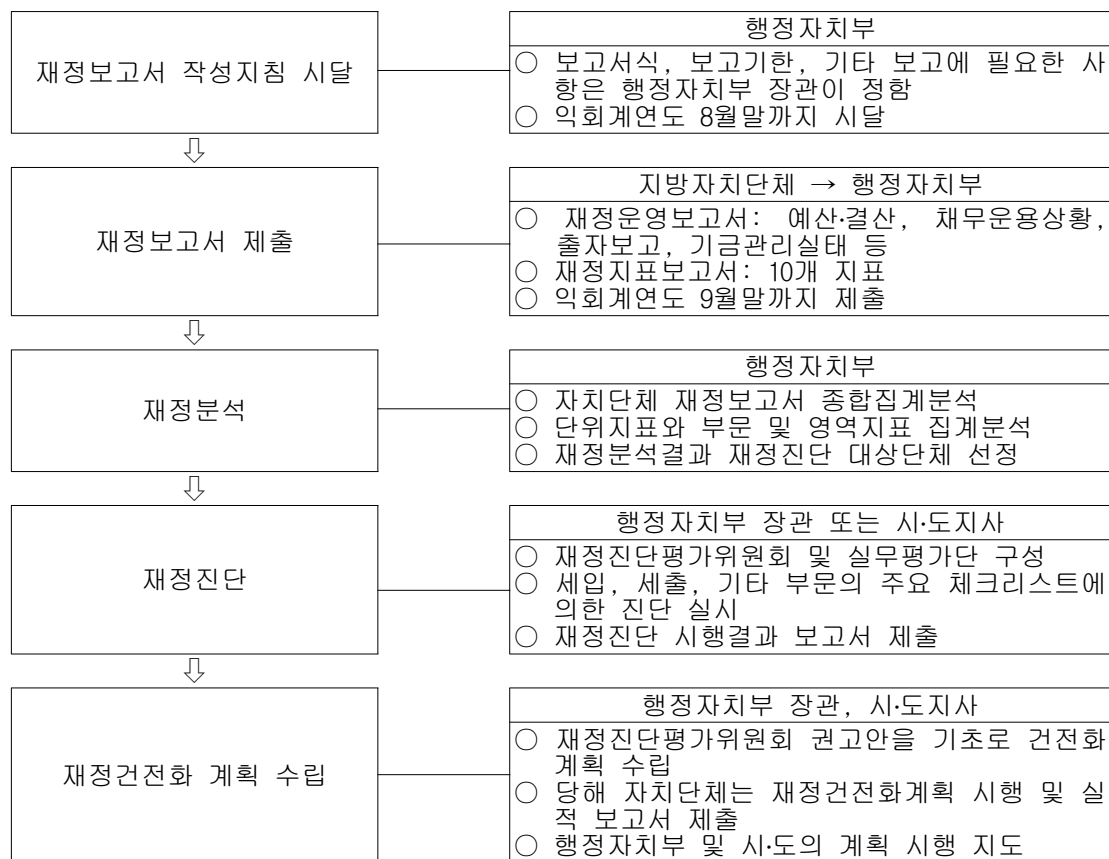 재정보고서 작성지침 시달
행정자치부
○ 보고서식, 보고기한, 기타 보고에 필요한 사
항은 행정자치부 장관이 정함
○ 익회계연도 8월말까지 시달
⇩
재정보고서 제출
지방자치단체 → 행정자치부
○ 재정운영보고서: 예산·결산, 채무운용상황,
출자보고, 기금관리실태 등
○ 재정지표보고서: 10개 지표
○ 익회계연도 9월말까지 제출
⇩
재정분석
행정자치부
○ 자치단체 재정보고서 종합집계분석
○ 단위지표와 부문 및 영역지표 집계분석
○ 재정분석결과 재정진단 대상단체 선정
⇩
재정진단
행정자치부 장관 또는 시·도지사
○ 재정진단평가위원회 및 실무평가단 구성
○ 세입, 세출, 기타 부문의 주요 체크리스트에
의한 진단 실시
○ 재정진단 시행결과 보고서 제출
⇩
재정건전화 계획 수립
행정자치부 장관, 시·도지사
○ 재정진단평가위원회 권고안을 기초로 건전화
계획 수립
○ 당해 자치단체는 재정건전화계획 시행 및 실
적 보고서 제출
○ 행정자치부 및 시·도의 계획 시행 지도